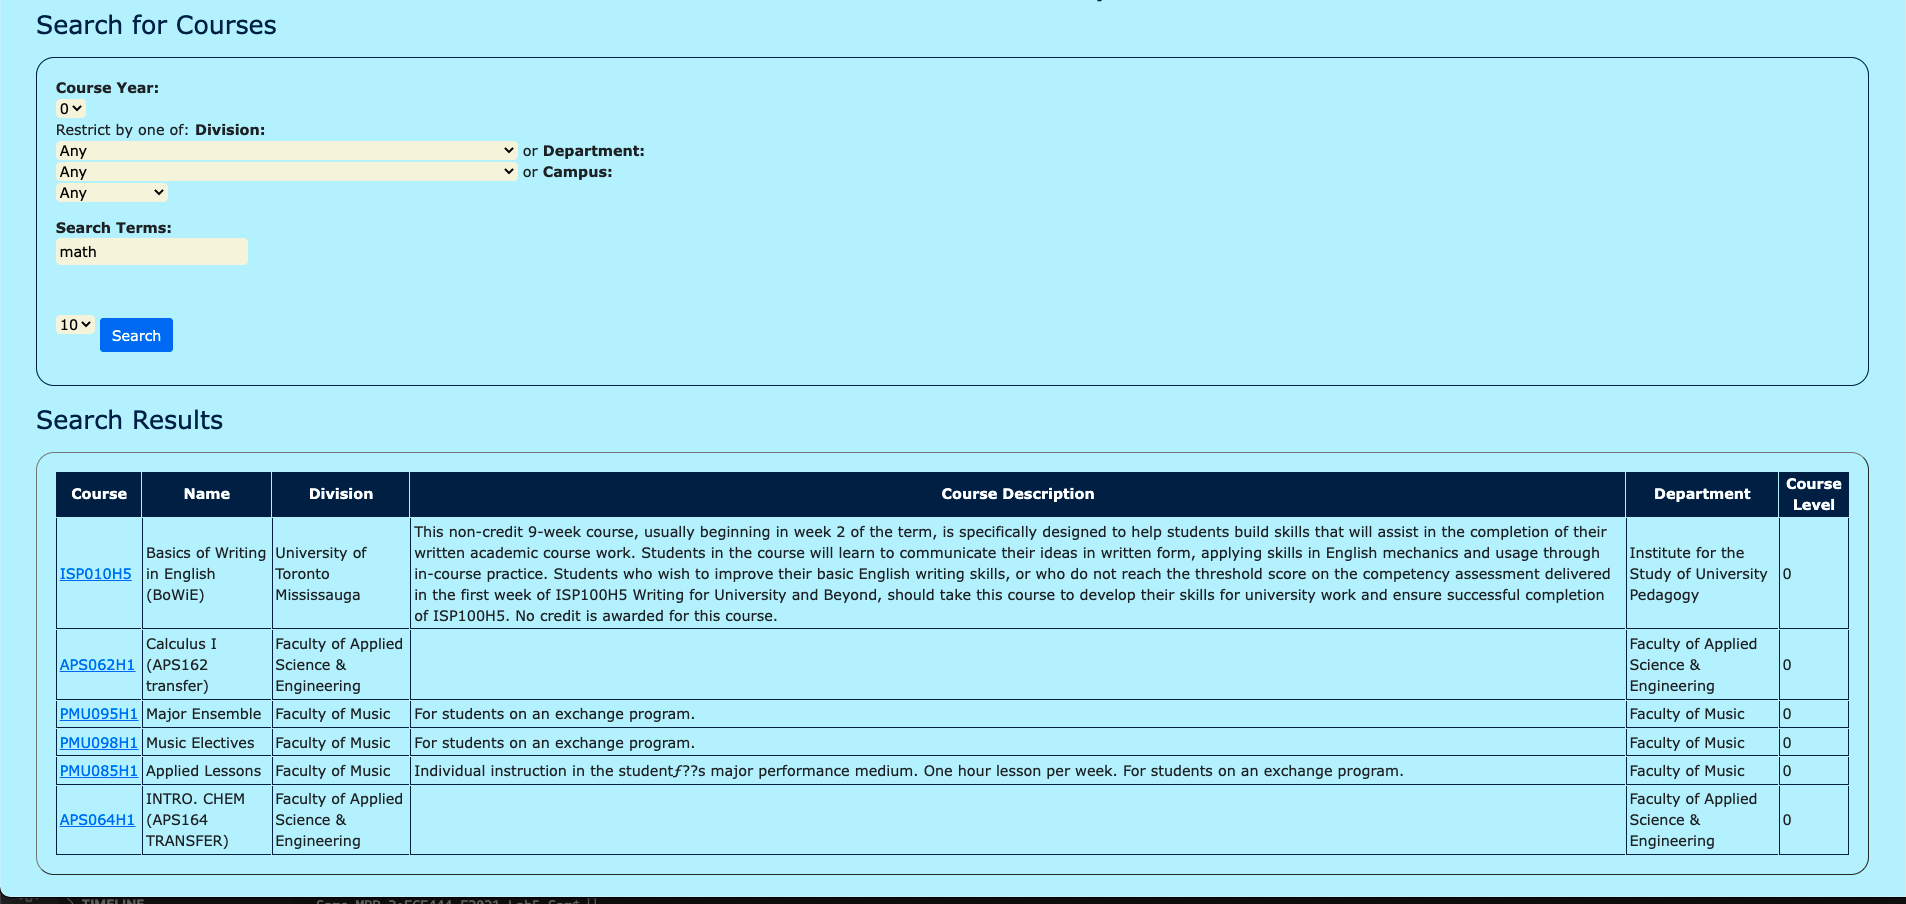 Search for Courses
Course Year:
0
Restrict by one of: Division:
Any or Department:
Any or Campus:
Any
Search Terms:
math
10 Search
Search Results
Course Name Division Course Description Department Course Level
ISP010H5
Basics of Writing
in English
(BoWiE)
University of
Toronto
Mississauga
This non-credit 9-week course, usually beginning in week 2 of the term, is specifically designed to help students build skills that will assist in the completion of their
written academic course work. Students in the course will learn to communicate their ideas in written form, applying skills in English mechanics and usage through
in-course practice. Students who wish to improve their basic English writing skills, or who do not reach the threshold score on the competency assessment delivered
in the first week of ISP100H5 Writing for University and Beyond, should take this course to develop their skills for university work and ensure successful completion
of ISP100H5. No credit is awarded for this course.
Institute for the
Study of University
Pedagogy
0
APS062H1
Calculus I
(APS162
transfer)
Faculty of Applied
Science &
Engineering
Faculty of Applied
Science &
Engineering
0
PMU095H1 Major Ensemble Faculty of Music For students on an exchange program. Faculty of Music 0
PMU098H1 Music Electives Faculty of Music For students on an exchange program. Faculty of Music 0
PMU085H1 Applied Lessons Faculty of Music Individual instruction in the studentƒ??s major performance medium. One hour lesson per week. For students on an exchange program. Faculty of Music 0
APS064H1
INTRO. CHEM
(APS164
TRANSFER)
Faculty of Applied
Science &
Engineering
Faculty of Applied
Science &
Engineering
0
TIMELINE